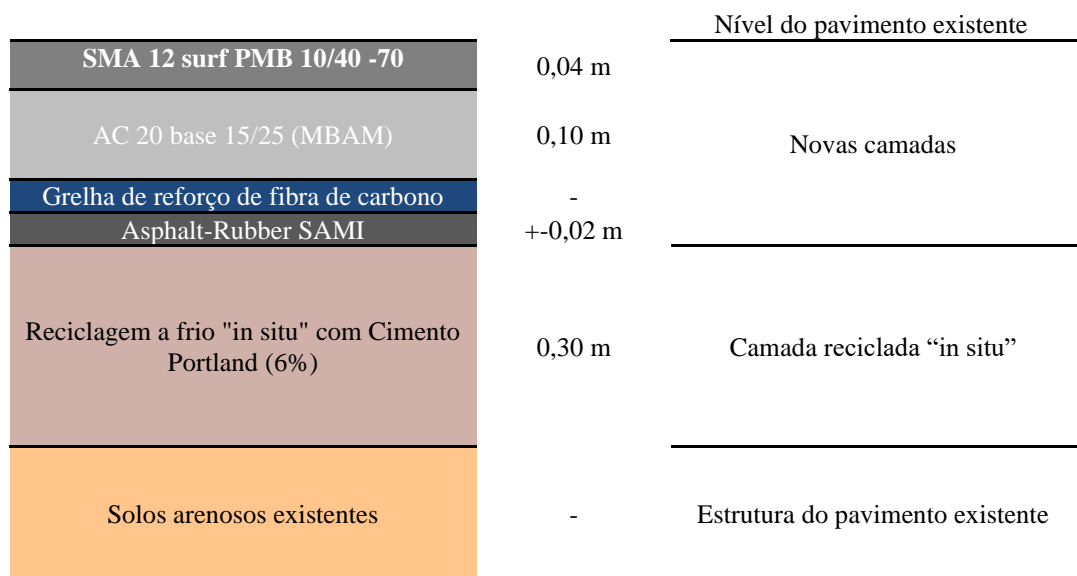 Nível do pavimento existente
SMA 12 surf PMB 10/40 -70
0,04 m
AC 20 base 15/25 (MBAM)
0,10 m
Novas camadas
Grelha de reforço de fibra de carbono
-
Asphalt-Rubber SAMI
+-0,02 m
Reciclagem a frio "in situ" com Cimento
Portland (6%)
0,30 m
Camada reciclada “in situ”
Solos arenosos existentes
-
Estrutura do pavimento existente